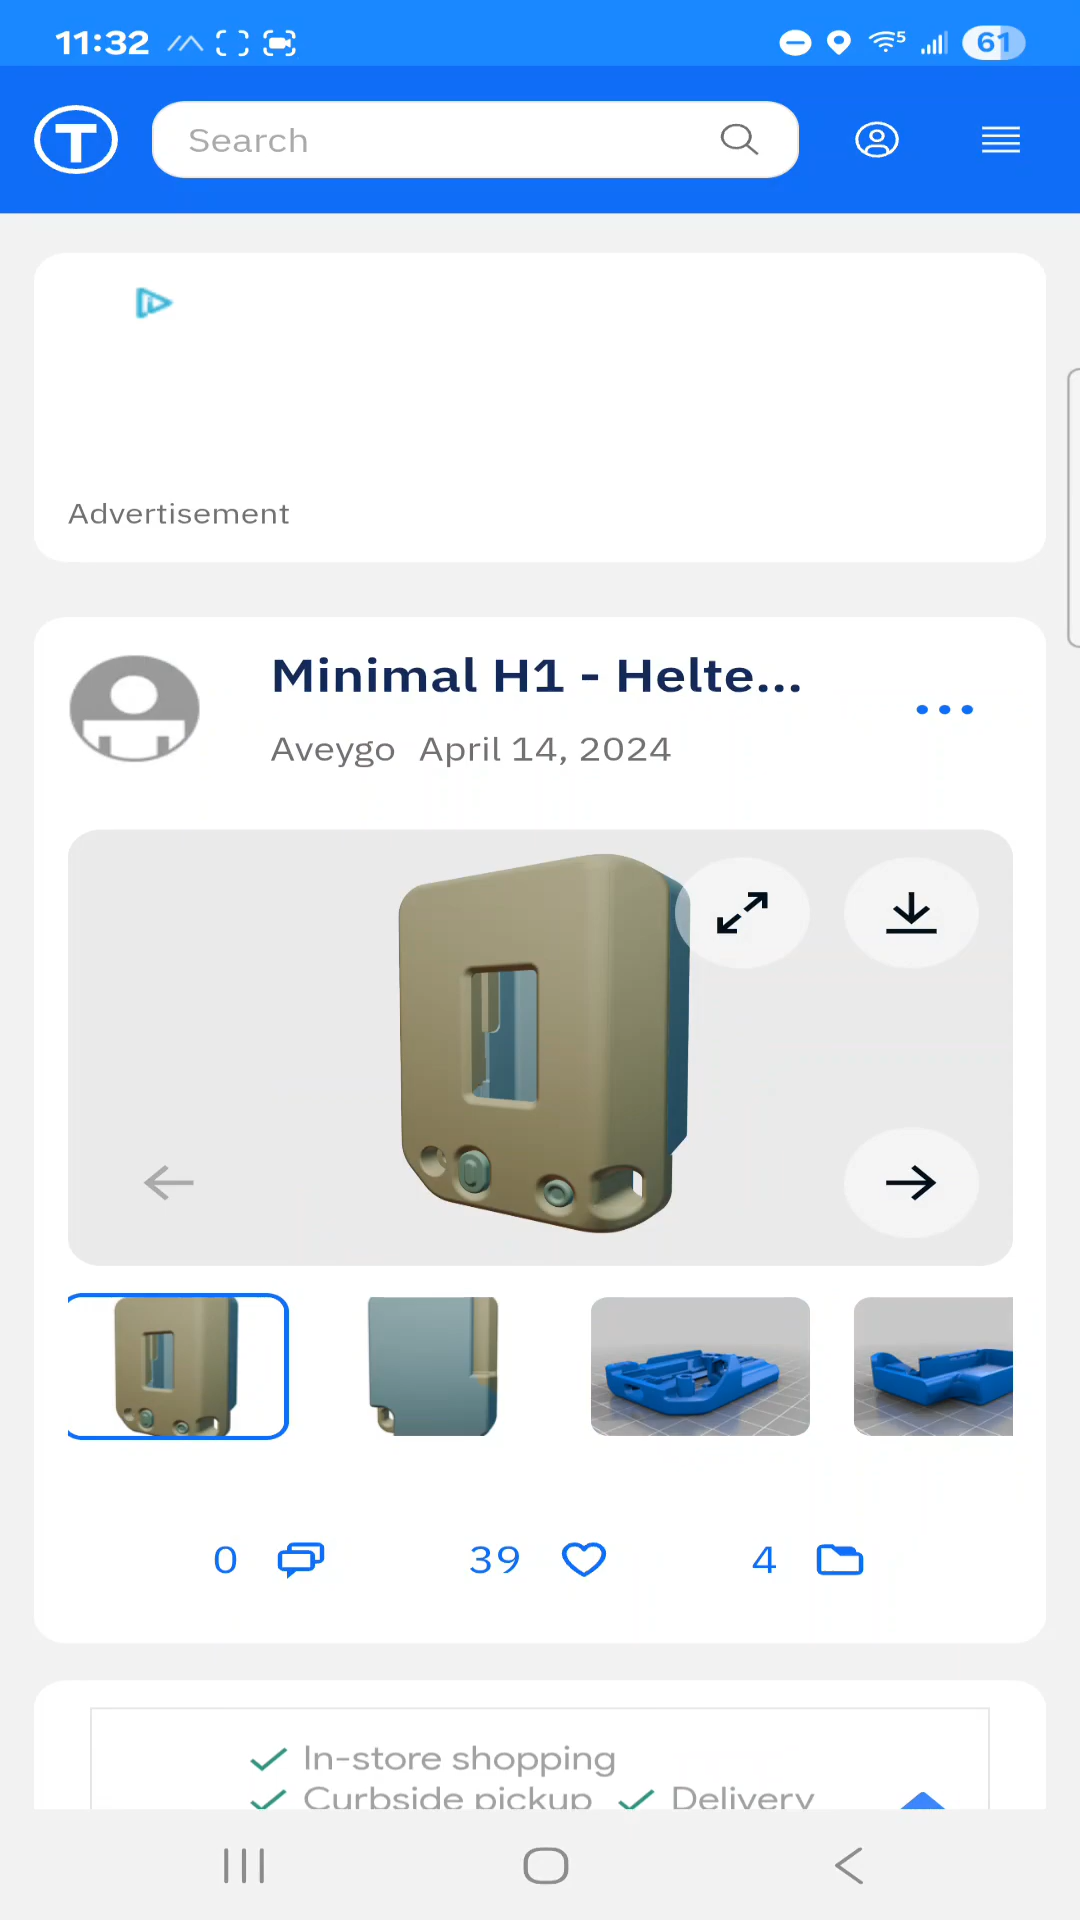 11:32
5
61
T
Search
Advertisement
Minimal H1 - Helte...
Aveygo April 14, 2024
0
39
4
In-store shopping
Curbside pickup Delivery